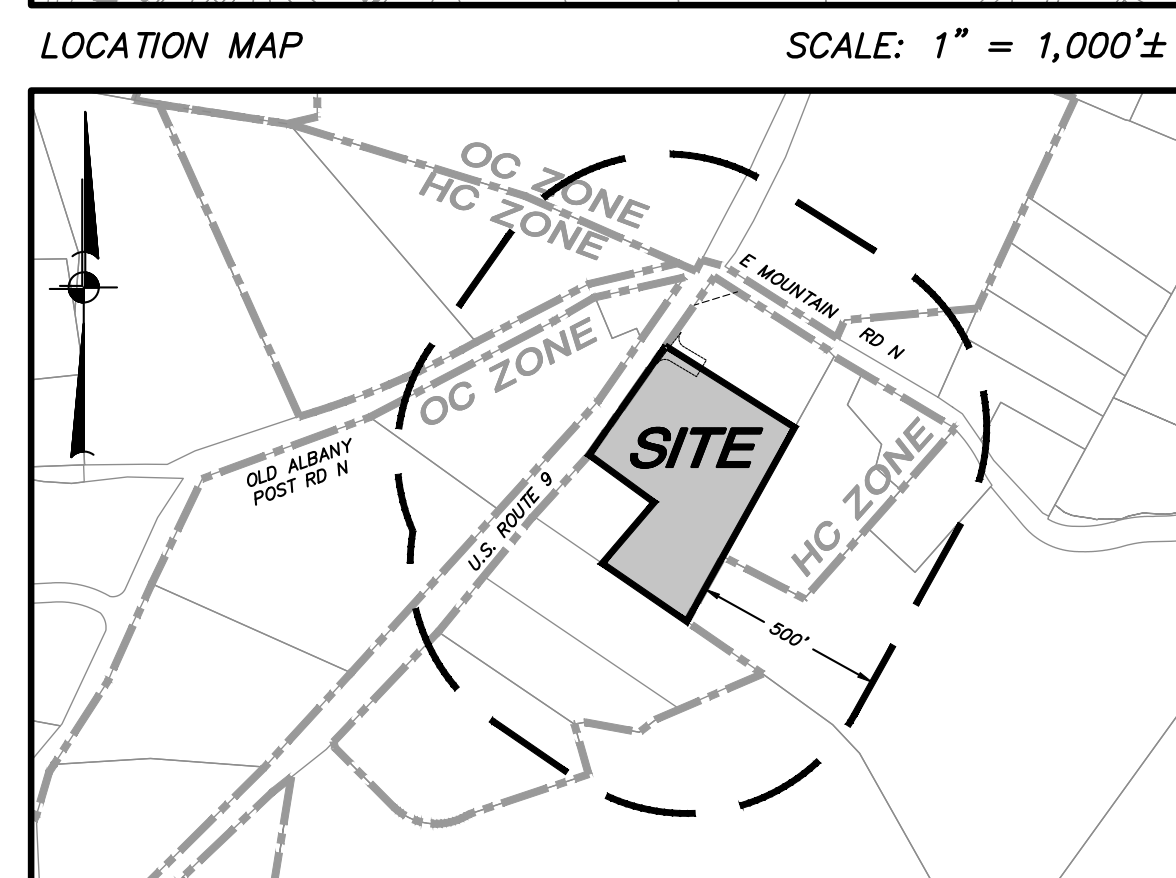 LOCATION MAP
SCALE: 1" = 1,000'±
OC ZONE
HC ZONE
E MOUNTAIN
RD N
OC ZONE
SITE
OLD ALBANY
POST RD N
U.S. ROUTE 9
HC ZONE
500'